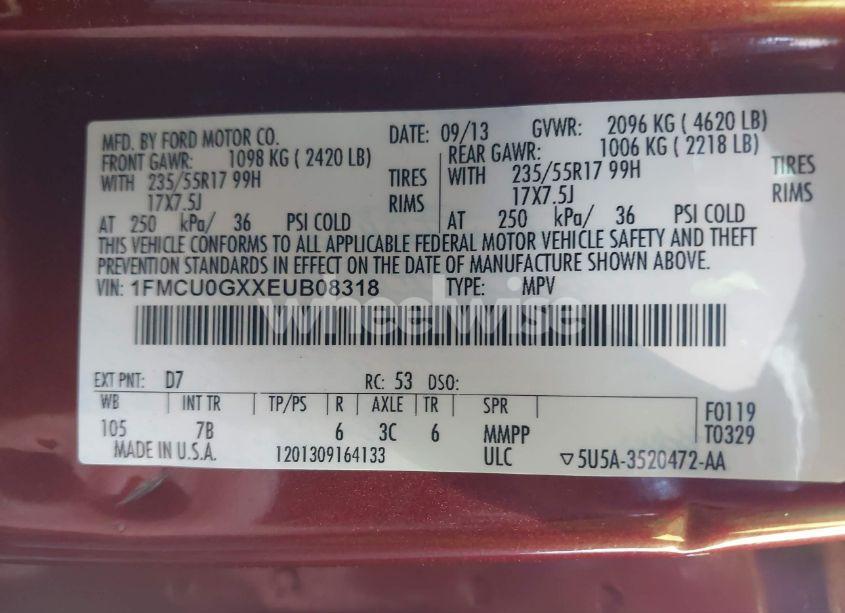 MFD. BY FORD MOTOR CO. DATE: 09/13 GVWR: 2096 KG ( 4620 LB)
FRONT GAWR: 1098 KG ( 2420 LB) REAR GAWR: 1006 KG ( 2218 LB)
WITH 235/55R17 99H TIRES WITH 235/55R17 99H TIRES
17X7.5J RIMS 17X7.5J RIMS
AT 250 kPa/ 36 PSI COLD AT 250 kPa/ 36 PSI COLD
THIS VEHICLE CONFORMS TO ALL APPLICABLE FEDERAL MOTOR VEHICLE SAFETY AND THEFT
PREVENTION STANDARDS IN EFFECT ON THE DATE OF MANUFACTURE SHOWN ABOVE.
VIN: 1FMCU0GXXEUB08318 TYPE: MPV
wheelwise
EXT PNT: D7 RC: 53 DSO:
WB INT TR TP/PS R AXLE TR SPR F0119
105 7B 6 3C 6 MMPP T0329
MADE IN U.S.A. 1201309164133 ULC ▽5U5A-3520472-AA